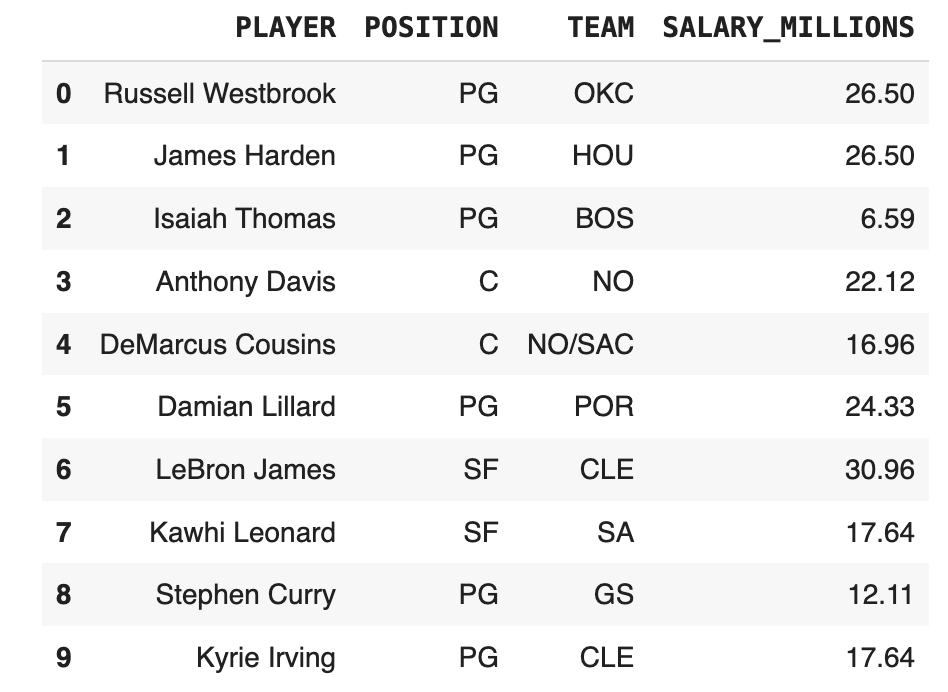 PLAYER POSITION TEAM SALARY_MILLIONS
0 Russell Westbrook PG OKC 26.50
1 James Harden PG HOU 26.50
2 Isaiah Thomas PG BOS 6.59
3 Anthony Davis C NO 22.12
4 DeMarcus Cousins C NO/SAC 16.96
5 Damian Lillard PG POR 24.33
6 LeBron James SF CLE 30.96
7 Kawhi Leonard SF SA 17.64
8 Stephen Curry PG GS 12.11
9 Kyrie Irving PG CLE 17.64